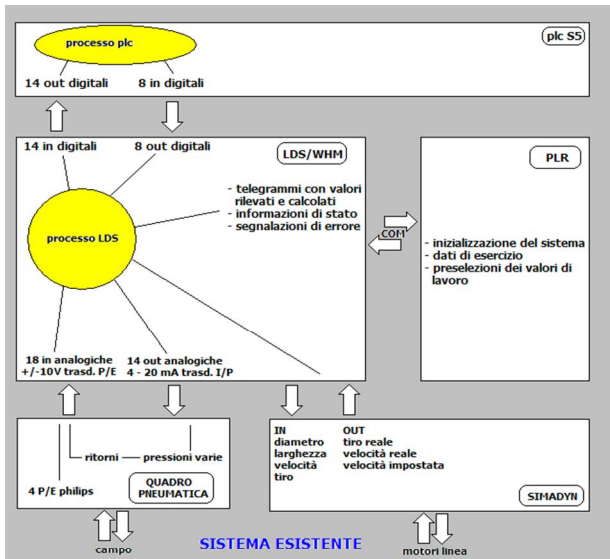 plc S5
processo plc
14 out digitali
8 in digitali
14 in digitali
8 out digitali
LDS/WHM
PLR
- telegrammi con valori
rilevati e calcolati
- informazioni di stato
- segnalazioni di errore
processo LDS
COM
- inizializzazione del sistema
- dati di esercizio
- preselezioni dei valori di
lavoro
18 in analogiche
+/-10V trasd. P/E
14 out analogiche
4 - 20 mA trasd. I/P
ritorni
pressioni varie
4 P/E philips
QUADRO
PNEUMATICA
IN
diametro
larghezza
velocità
tiro
OUT
tiro reale
velocità reale
velocità impostata
SIMADYN
campo
SISTEMA ESISTENTE
motori linea